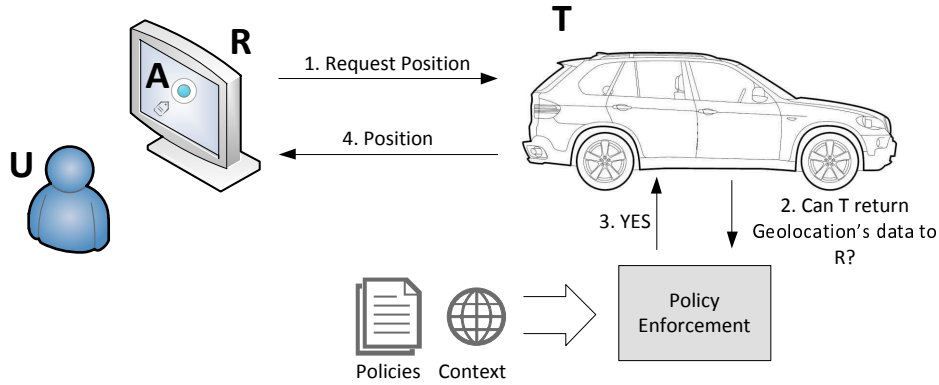 T
R
A
1. Request Position
4. Position
U
3. YES
2. Can T return
Geolocation's data to
R?
Policy
Enforcement
Policies
Context